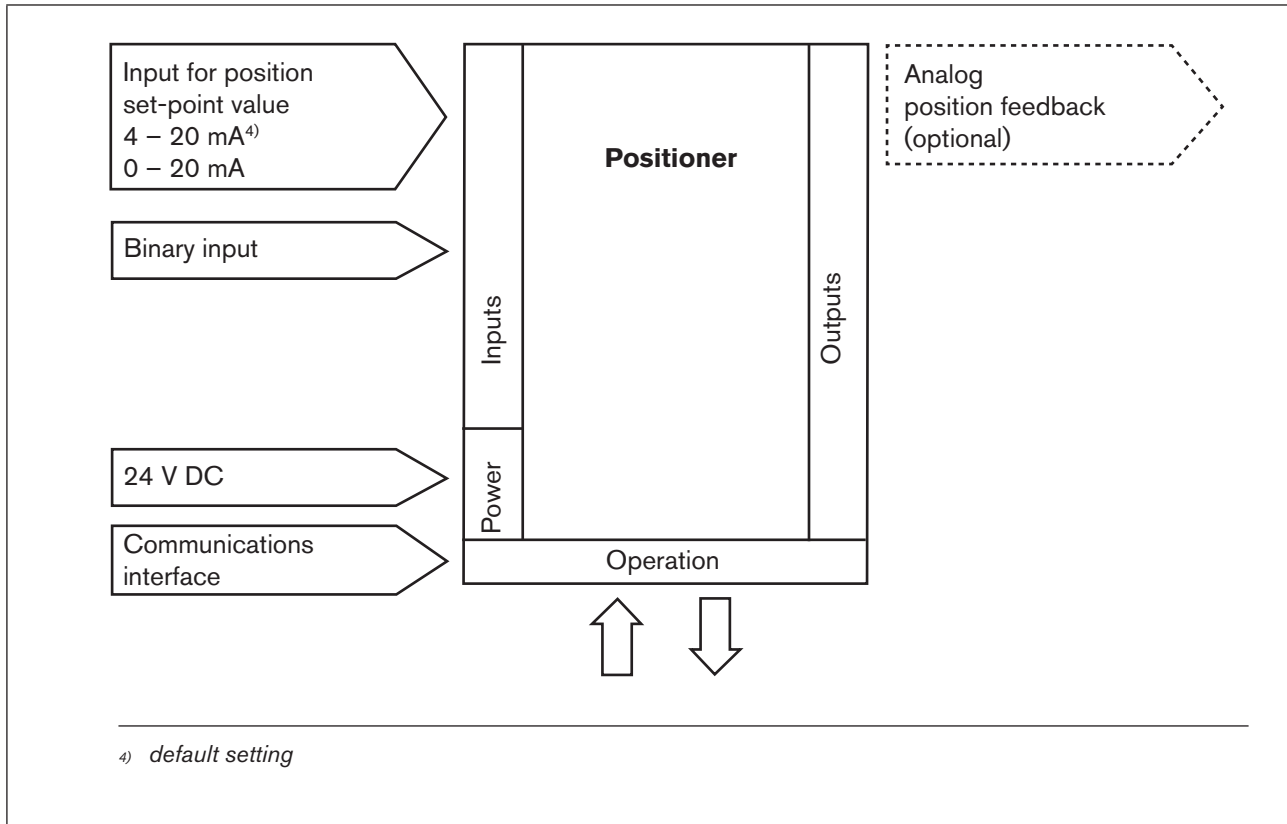 Input for position
set-point value
4 – 20 mA4)
0 – 20 mA
Binary input
24 V DC
Communications
interface
Inputs
Power
Positioner
Operation
Outputs
Analog
position feedback
(optional)
4) default setting